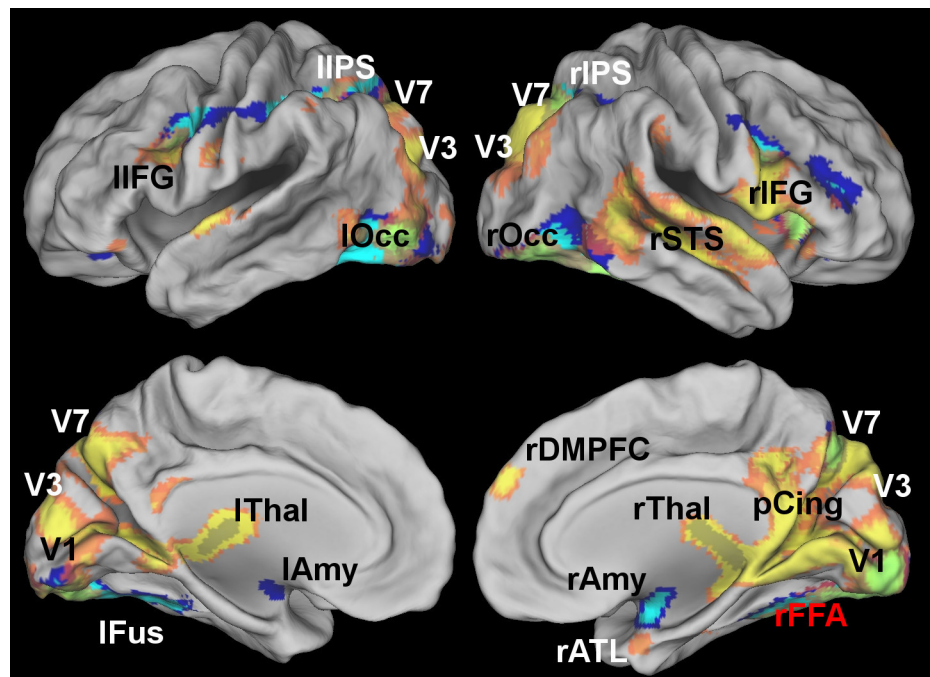 lIPS
V7
V3
lIFG
lOcc
rIPS
V7
V3
rIFG
rOcc
rSTS
V7
V3
V1
lThal
lAmy
lFus
rDMPFC
V7
rThal
pCing
V3
V1
rAmy
rFFA
rATL